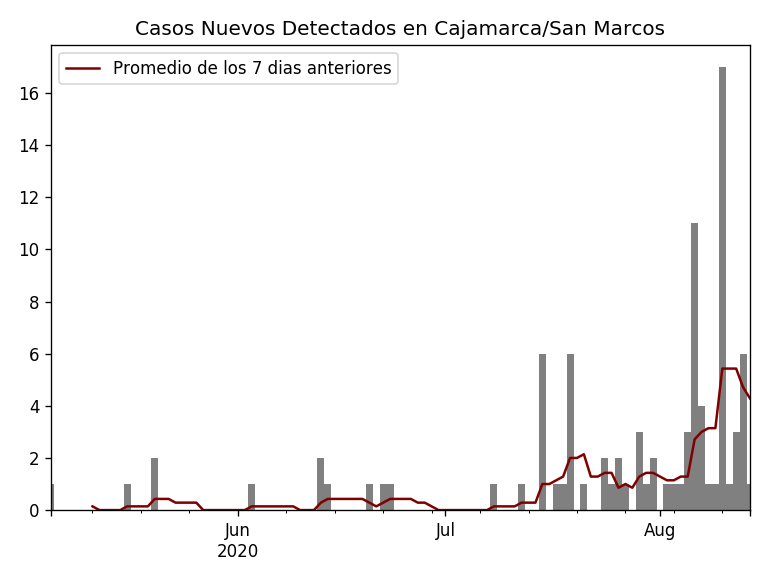 Casos Nuevos Detectados en Cajamarca/San Marcos
Promedio de los 7 dias anteriores
16
14
12
10
8
6
4
2
0
Jun
2020
Jul
Aug